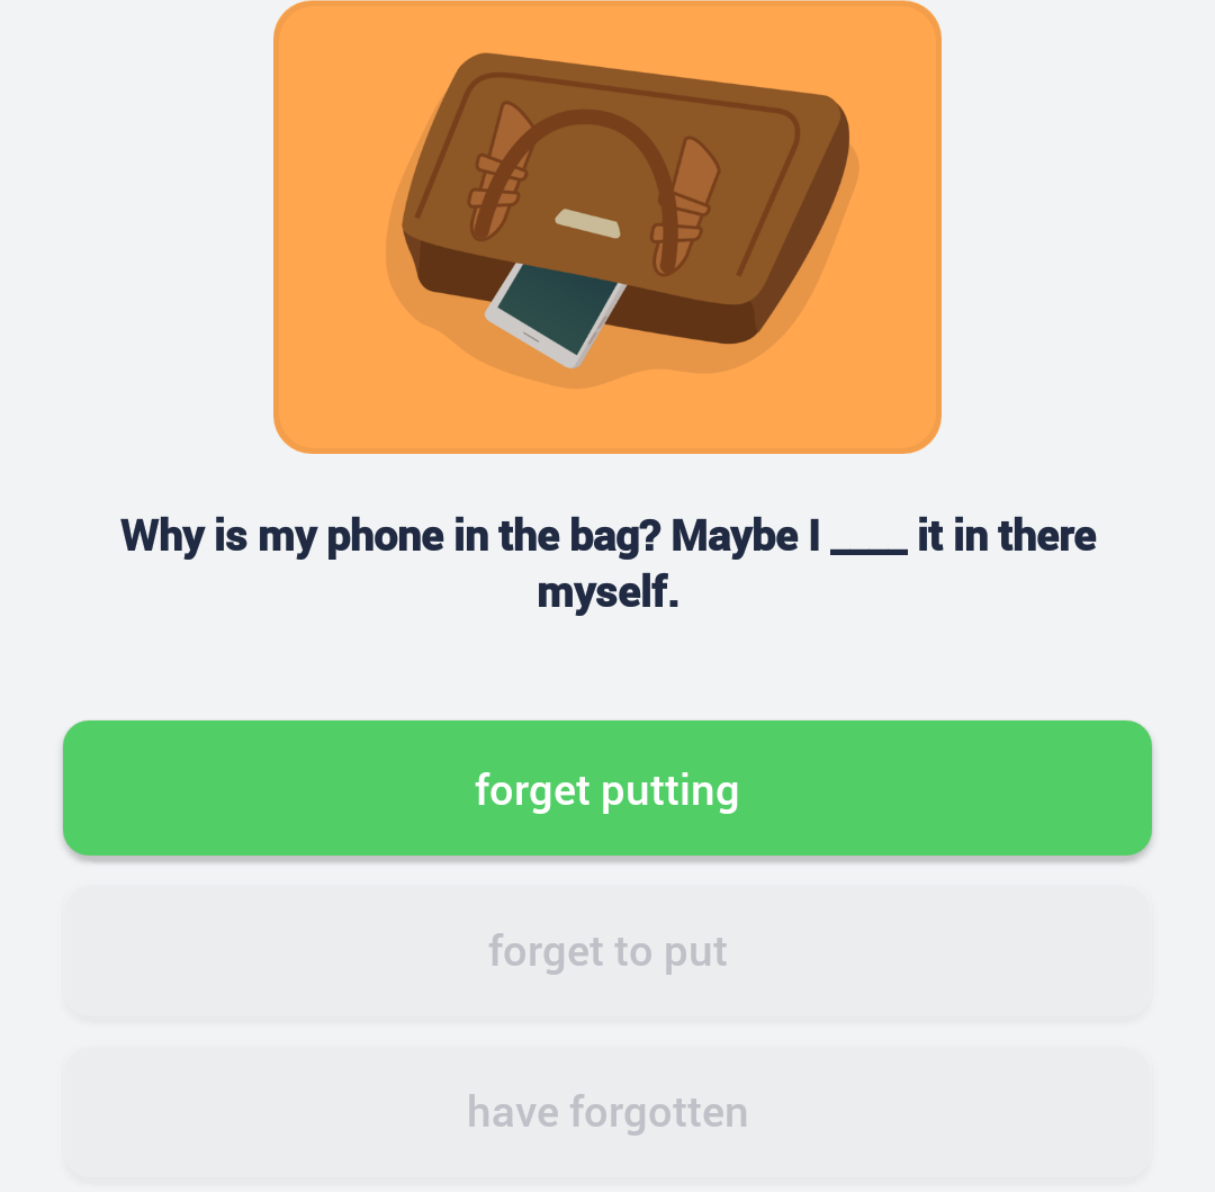 Why is my phone in the bag? Maybe I ____ it in there
myself.
forget putting
forget to put
have forgotten